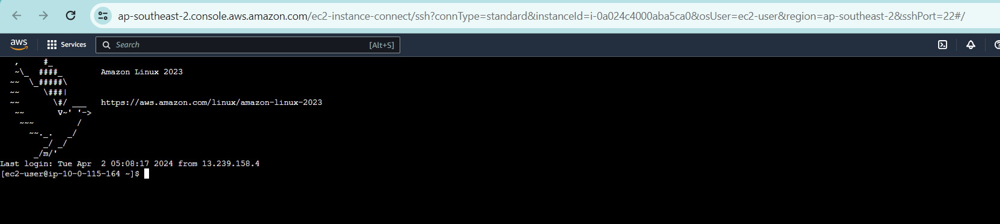 ap-southeast-2.console.aws.amazon.com/ec2-instance-connect/ssh?connType=standard&instanceId=i-0a024c4000aba5ca0&osUser=ec2-user&region=ap-southeast-2&sshPort=22#/
aws Services Search [Alt+S]
   ,     #_
   ~\_  ####_        Amazon Linux 2023
  ~~  \_#####\
  ~~     \###|
  ~~       \#/ ___   https://aws.amazon.com/linux/amazon-linux-2023
   ~~       V~' '->
    ~~~         /
      ~~._.   _/
         _/ _/
       _/m/'
Last login: Tue Apr  2 05:08:17 2024 from 13.239.158.4
[ec2-user@ip-10-0-115-164 ~]$